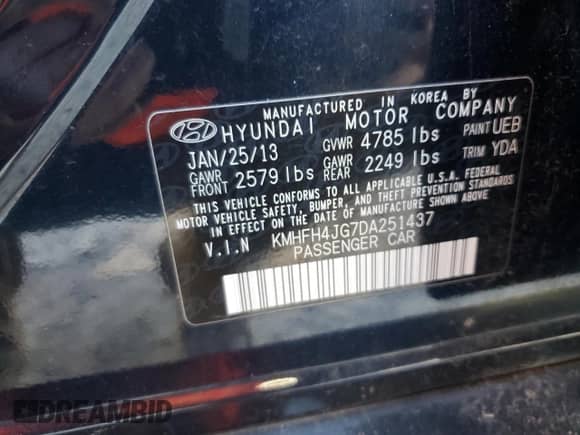 MANUFACTURED IN KOREA BY
HYUNDAI MOTOR COMPANY
JAN/25/13 GVWR 4785 lbs PAINT UEB
GAWR FRONT 2579 lbs GAWR REAR 2249 lbs TRIM YDA
THIS VEHICLE CONFORMS TO ALL APPLICABLE U.S.A. FEDERAL
MOTOR VEHICLE SAFETY, BUMPER, AND THEFT PREVENTION STANDARDS
IN EFFECT ON THE DATE OF MANUFACTURE SHOWN ABOVE
V.I.N KMHFH4JG7DA251437
PASSENGER CAR
DREAMBID